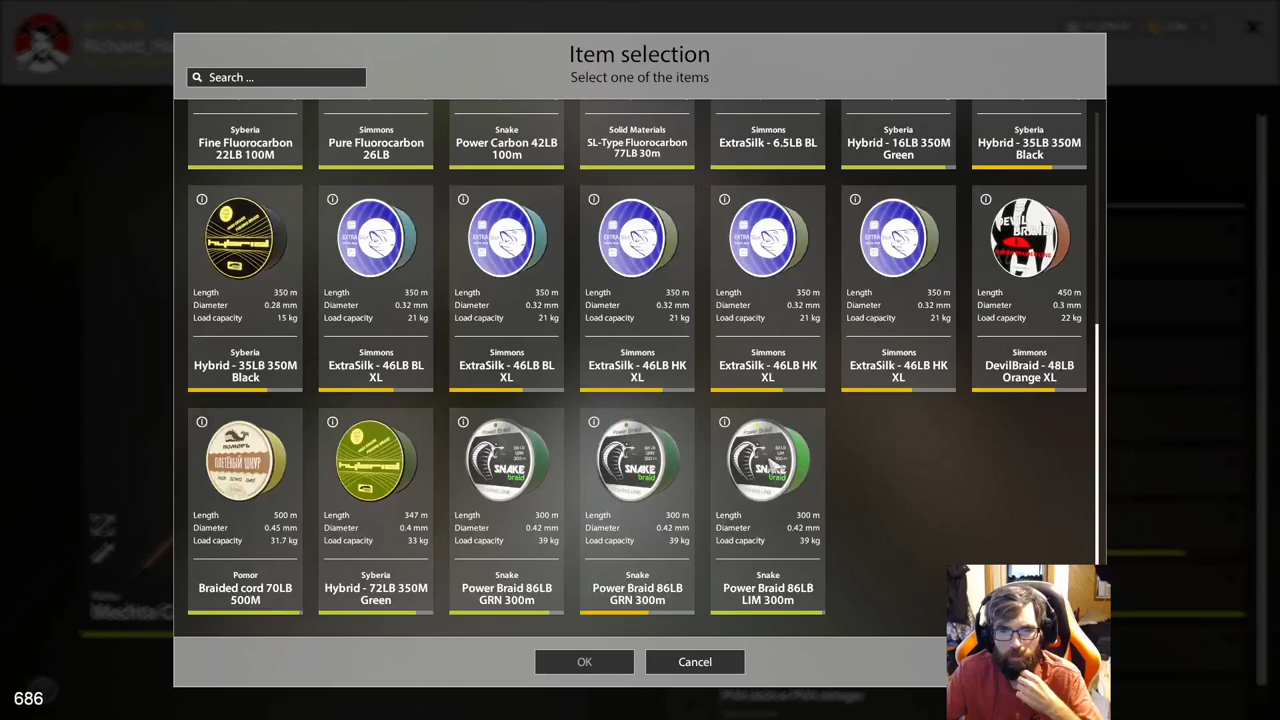 Item selection
Select one of the items
Search ...
Syberia
Fine Fluorocarbon
22LB 100M
Simmons
Pure Fluorocarbon
26LB
Snake
Power Carbon 42LB
100m
Solid Materials
SL-Type Fluorocarbon
77LB 30m
Simmons
ExtraSilk - 6.5LB BL
Syberia
Hybrid - 16LB 350M
Green
Syberia
Hybrid - 35LB 350M
Black
Length 350 m
Diameter 0.28 mm
Load capacity 15 kg
Syberia
Hybrid - 35LB 350M
Black
Length 350 m
Diameter 0.32 mm
Load capacity 21 kg
Simmons
ExtraSilk - 46LB BL
XL
Length 350 m
Diameter 0.32 mm
Load capacity 21 kg
Simmons
ExtraSilk - 46LB BL
XL
Length 350 m
Diameter 0.32 mm
Load capacity 21 kg
Simmons
ExtraSilk - 46LB HK
XL
Length 350 m
Diameter 0.32 mm
Load capacity 21 kg
Simmons
ExtraSilk - 46LB HK
XL
Length 350 m
Diameter 0.32 mm
Load capacity 21 kg
Simmons
ExtraSilk - 46LB HK
XL
DEVIL
BRAID
Length 450 m
Diameter 0.3 mm
Load capacity 22 kg
Simmons
DevilBraid - 48LB
Orange XL
ПОМОРЪ
ПЛЕТЁНЫЙ ШНУР
Length 500 m
Diameter 0.45 mm
Load capacity 31.7 kg
Pomor
Braided cord 70LB
500M
hybrid
Length 347 m
Diameter 0.4 mm
Load capacity 33 kg
Syberia
Hybrid - 72LB 350M
Green
Power Braid
SNAKE
braid
Length 300 m
Diameter 0.42 mm
Load capacity 39 kg
Snake
Power Braid 86LB
GRN 300m
Power Braid
SNAKE
braid
Length 300 m
Diameter 0.42 mm
Load capacity 39 kg
Snake
Power Braid 86LB
GRN 300m
Power Braid
SNAKE
braid
Length 300 m
Diameter 0.42 mm
Load capacity 39 kg
Snake
Power Braid 86LB
LIM 300m
OK
Cancel
686